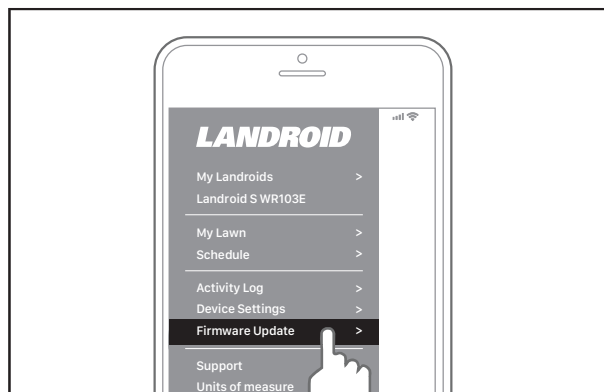 LANDROID
My Landroids >
Landroid S WR103E
My Lawn >
Schedule >
Activity Log >
Device Settings >
Firmware Update >
Support
Units of measure